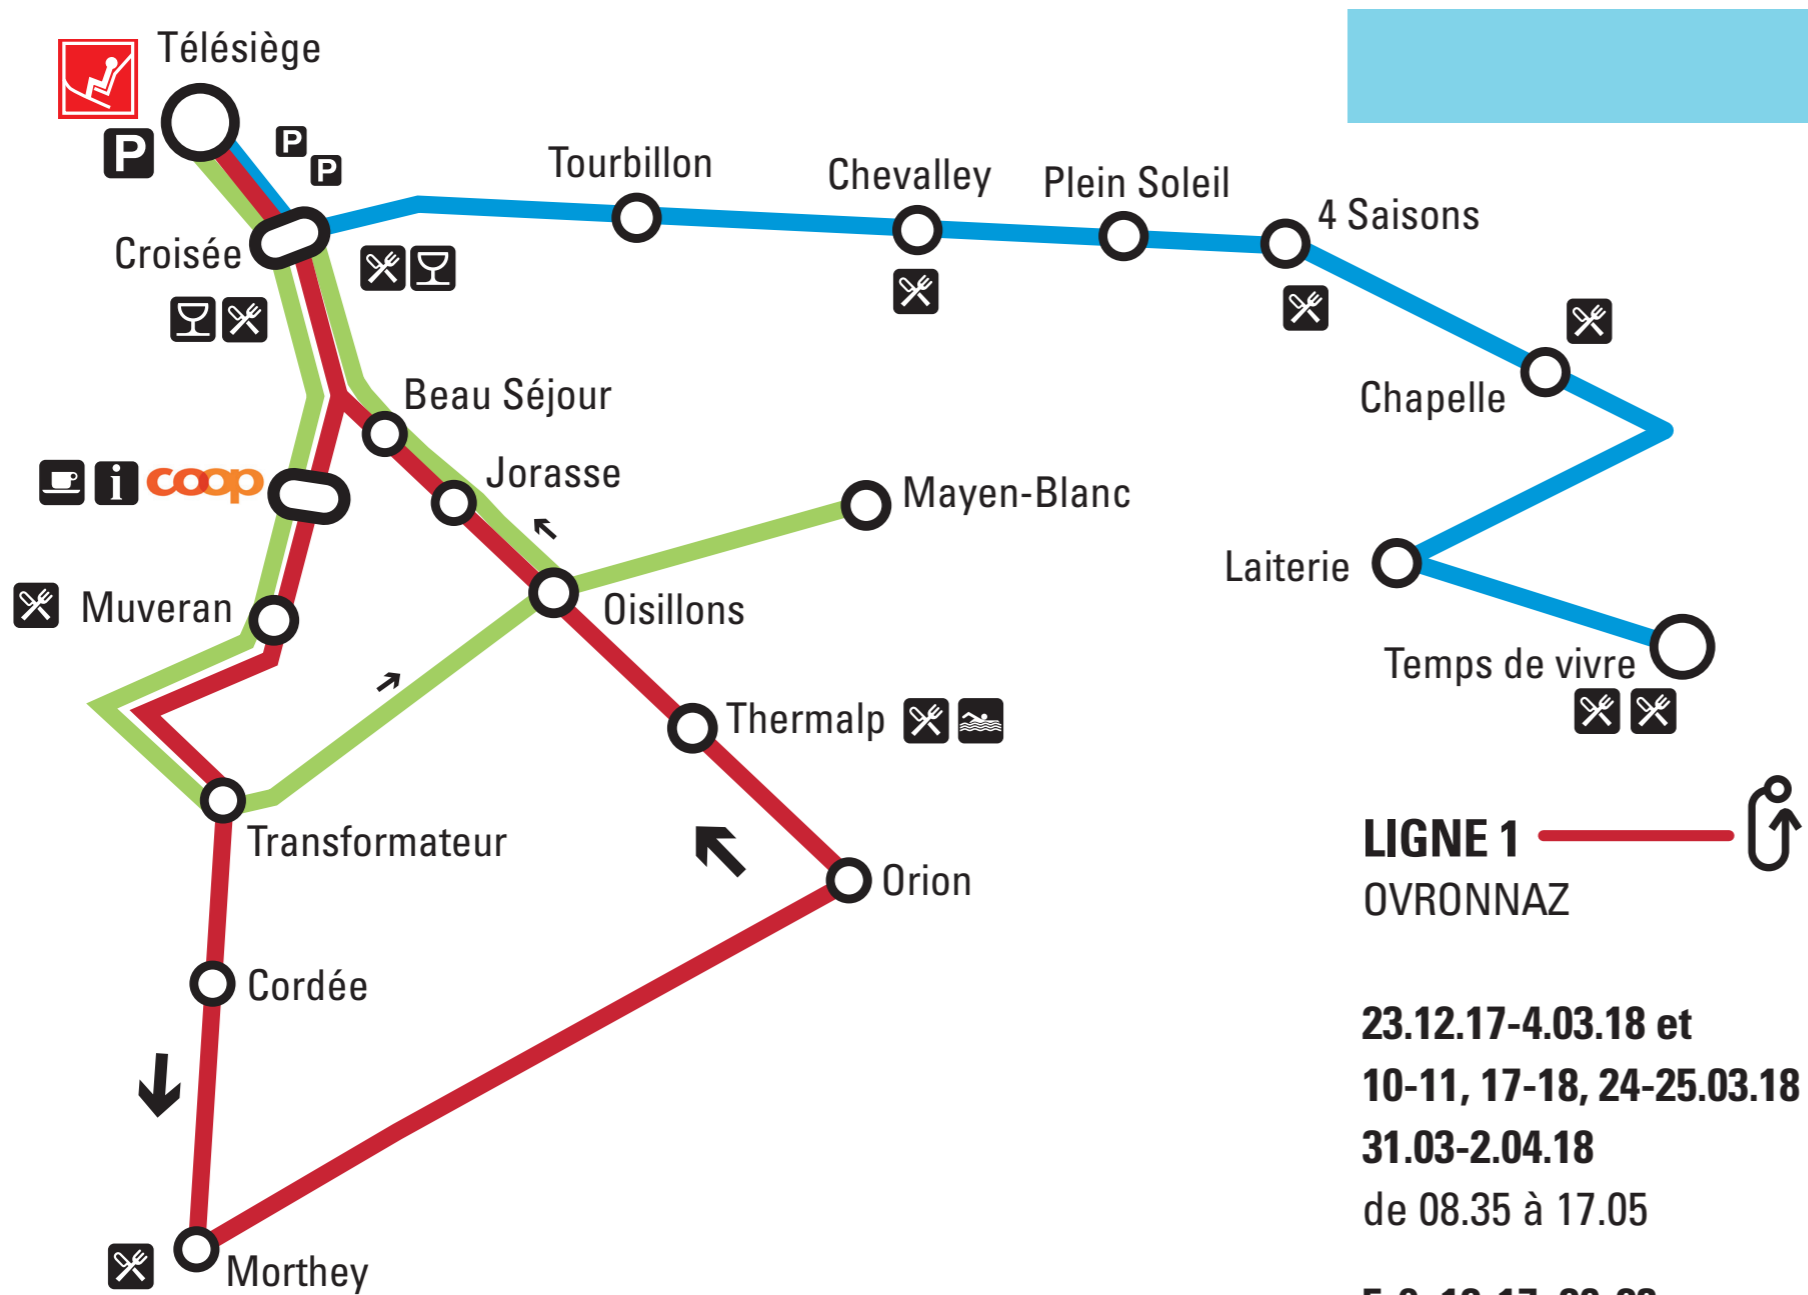 Télésiège
P
P
P
Tourbillon
Chevalley
Plein Soleil
4 Saisons
Croisée
Chapelle
Beau Séjour
Jorasse
i coop
Mayen-Blanc
Laiterie
Muveran
Oisillons
Temps de vivre
Thermalp
Transformateur
Orion
Cordée
Morthey
LIGNE 1
OVRONNAZ
23.12.17-4.03.18 et
10-11, 17-18, 24-25.03.18
31.03-2.04.18
de 08.35 à 17.05